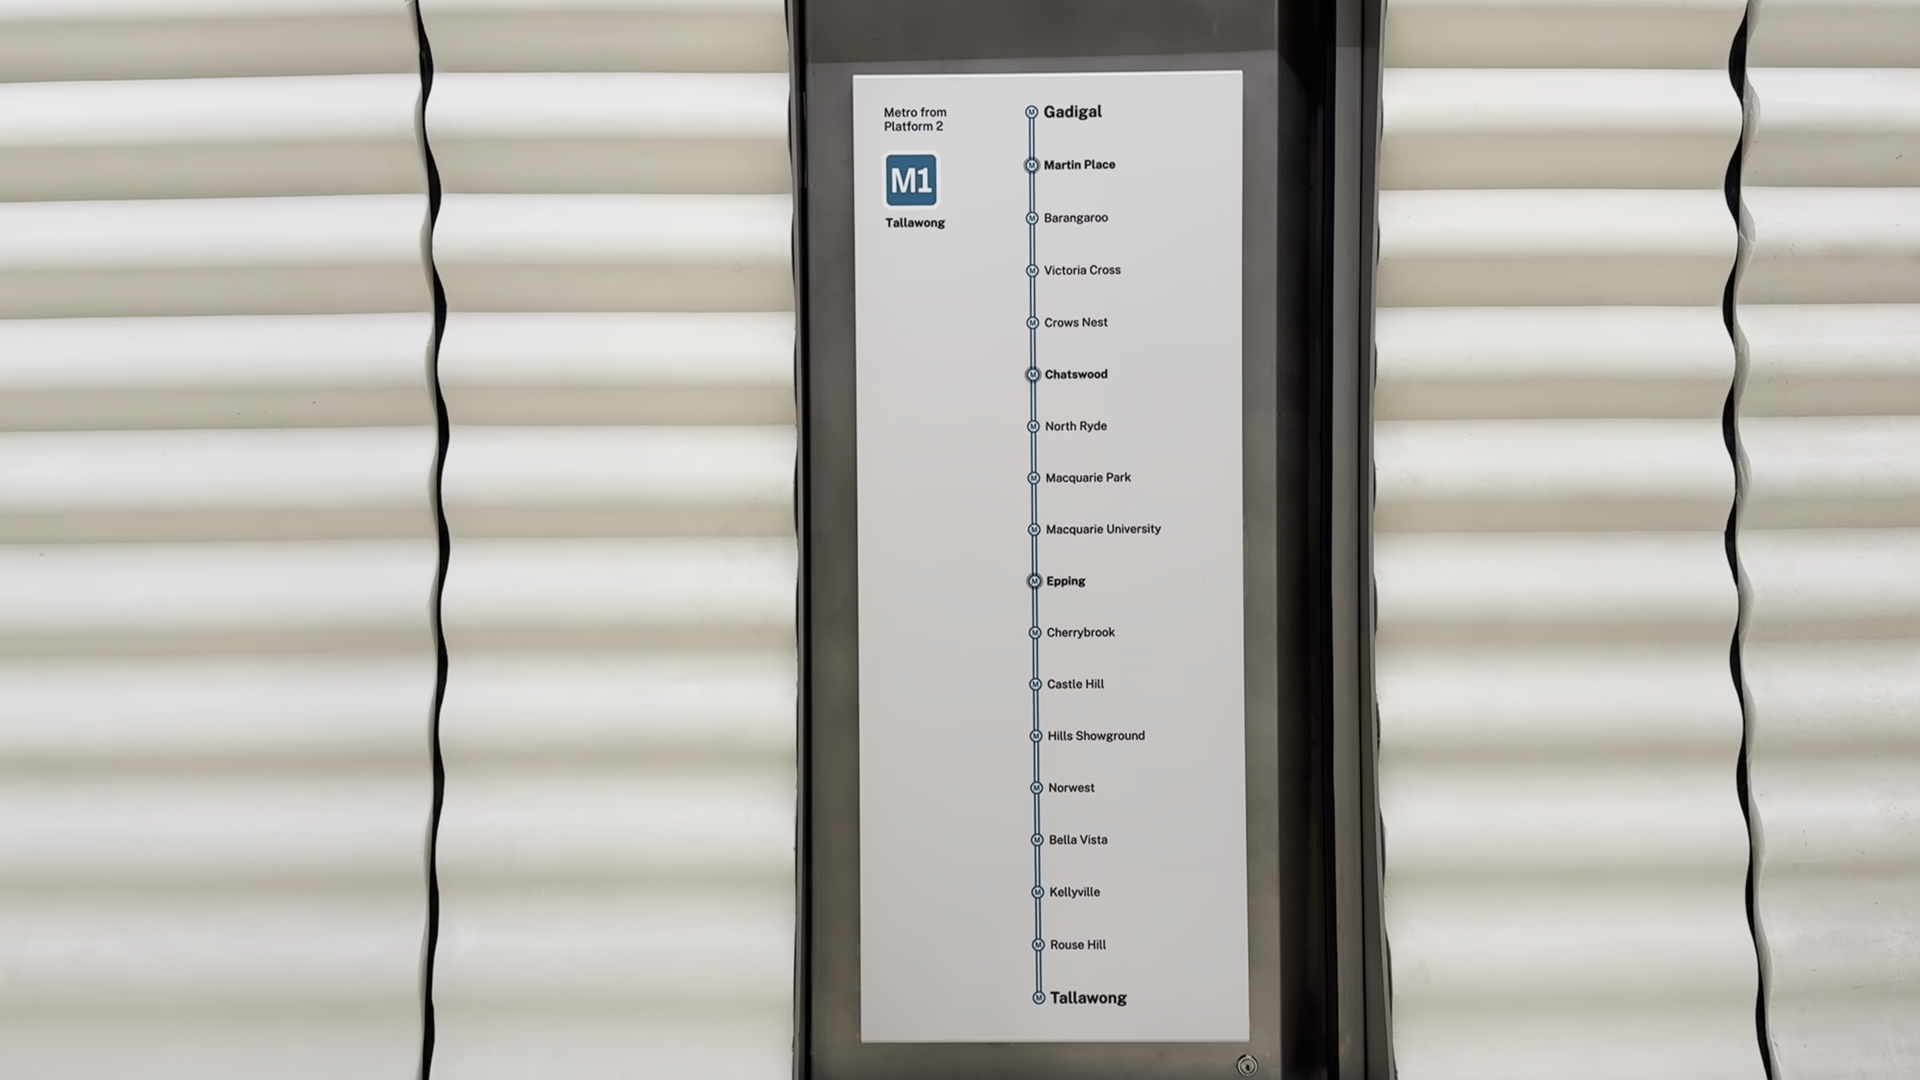 Metro from
Platform 2
M1
Tallawong
Gadigal
Martin Place
Barangaroo
Victoria Cross
Crows Nest
Chatswood
North Ryde
Macquarie Park
Macquarie University
Epping
Cherrybrook
Castle Hill
Hills Showground
Norwest
Bella Vista
Kellyville
Rouse Hill
Tallawong